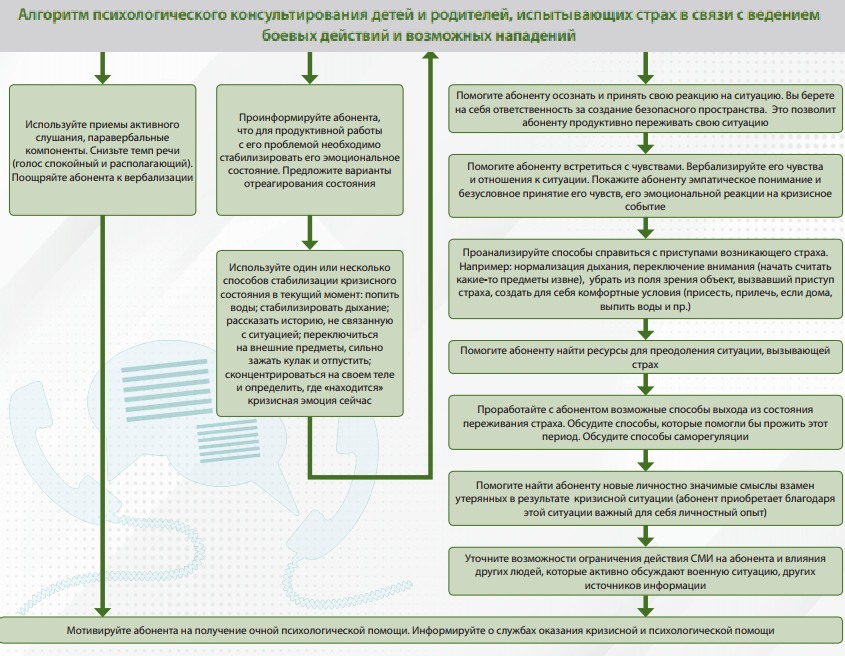 Алгоритм психологического консультирования детей и родителей, испытывающих страх в связи с ведением
боевых действий и возможных нападений
Используйте приемы активного
слушания, паравербальные
компоненты. Снизьте темп речи
(голос спокойный и располагающий).
Поощряйте абонента к вербализации
Проинформируйте абонента,
что для продуктивной работы
с его проблемой необходимо
стабилизировать его эмоциональное
состояние. Предложите варианты
отреагирования состояния
Используйте один или несколько
способов стабилизации кризисного
состояния в текущий момент: попить
воды; стабилизировать дыхание;
рассказать историю, не связанную
с ситуацией; переключиться
на внешние предметы, сильно
зажать кулак и отпустить;
сконцентрироваться на своем теле
и определить, где «находится»
кризисная эмоция сейчас
Помогите абоненту осознать и принять свою реакцию на ситуацию. Вы берете
на себя ответственность за создание безопасного пространства. Это позволит
абоненту продуктивно переживать свою ситуацию
Помогите абоненту встретиться с чувствами. Вербализируйте его чувства
и отношения к ситуации. Покажите абоненту эмпатическое понимание и
безусловное принятие его чувств, его эмоциональной реакции на кризисное
событие
Проанализируйте способы справиться с приступами возникающего страха.
Например: нормализация дыхания, переключение внимания (начать считать
какие-то предметы извне), убрать из поля зрения объект, вызвавший приступ
страха, создать для себя комфортные условия (присесть, прилечь, если дома,
выпить воды и пр.)
Помогите абоненту найти ресурсы для преодоления ситуации, вызывающей
страх
Проработайте с абонентом возможные способы выхода из состояния
переживания страха. Обсудите способы, которые помогли бы прожить этот
период. Обсудите способы саморегуляции
Помогите найти абоненту новые личностно значимые смыслы взамен
утерянных в результате кризисной ситуации (абонент приобретает благодаря
этой ситуации важный для себя личностный опыт)
Уточните возможности ограничения действия СМИ на абонента и влияния
других людей, которые активно обсуждают военную ситуацию, других
источников информации
Мотивируйте абонента на получение очной психологической помощи. Информируйте о службах оказания кризисной и психологической помощи